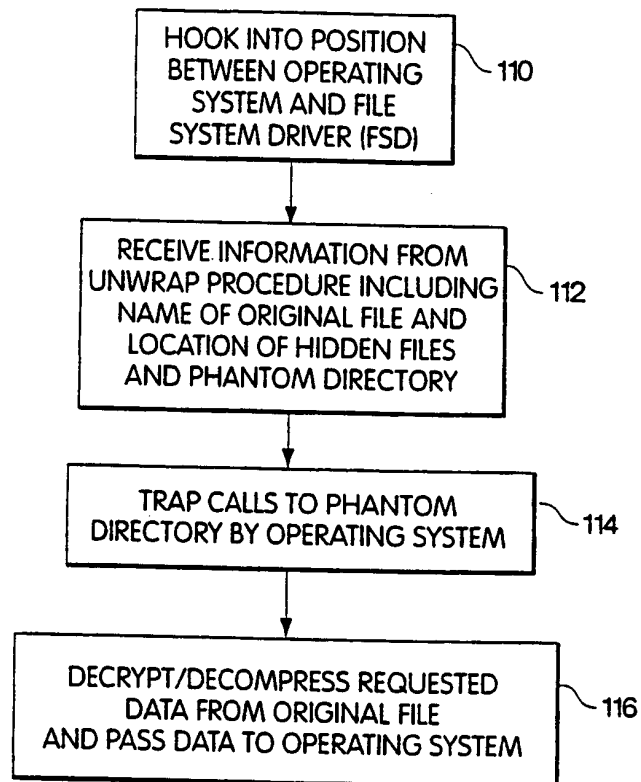 HOOK INTO POSITION
BETWEEN OPERATING
SYSTEM AND FILE
SYSTEM DRIVER (FSD)
110
RECEIVE INFORMATION FROM
UNWRAP PROCEDURE INCLUDING
NAME OF ORIGINAL FILE AND
LOCATION OF HIDDEN FILES
AND PHANTOM DIRECTORY
112
TRAP CALLS TO PHANTOM
DIRECTORY BY OPERATING SYSTEM
114
DECRYPT/DECOMPRESS REQUESTED
DATA FROM ORIGINAL FILE
AND PASS DATA TO OPERATING SYSTEM
116